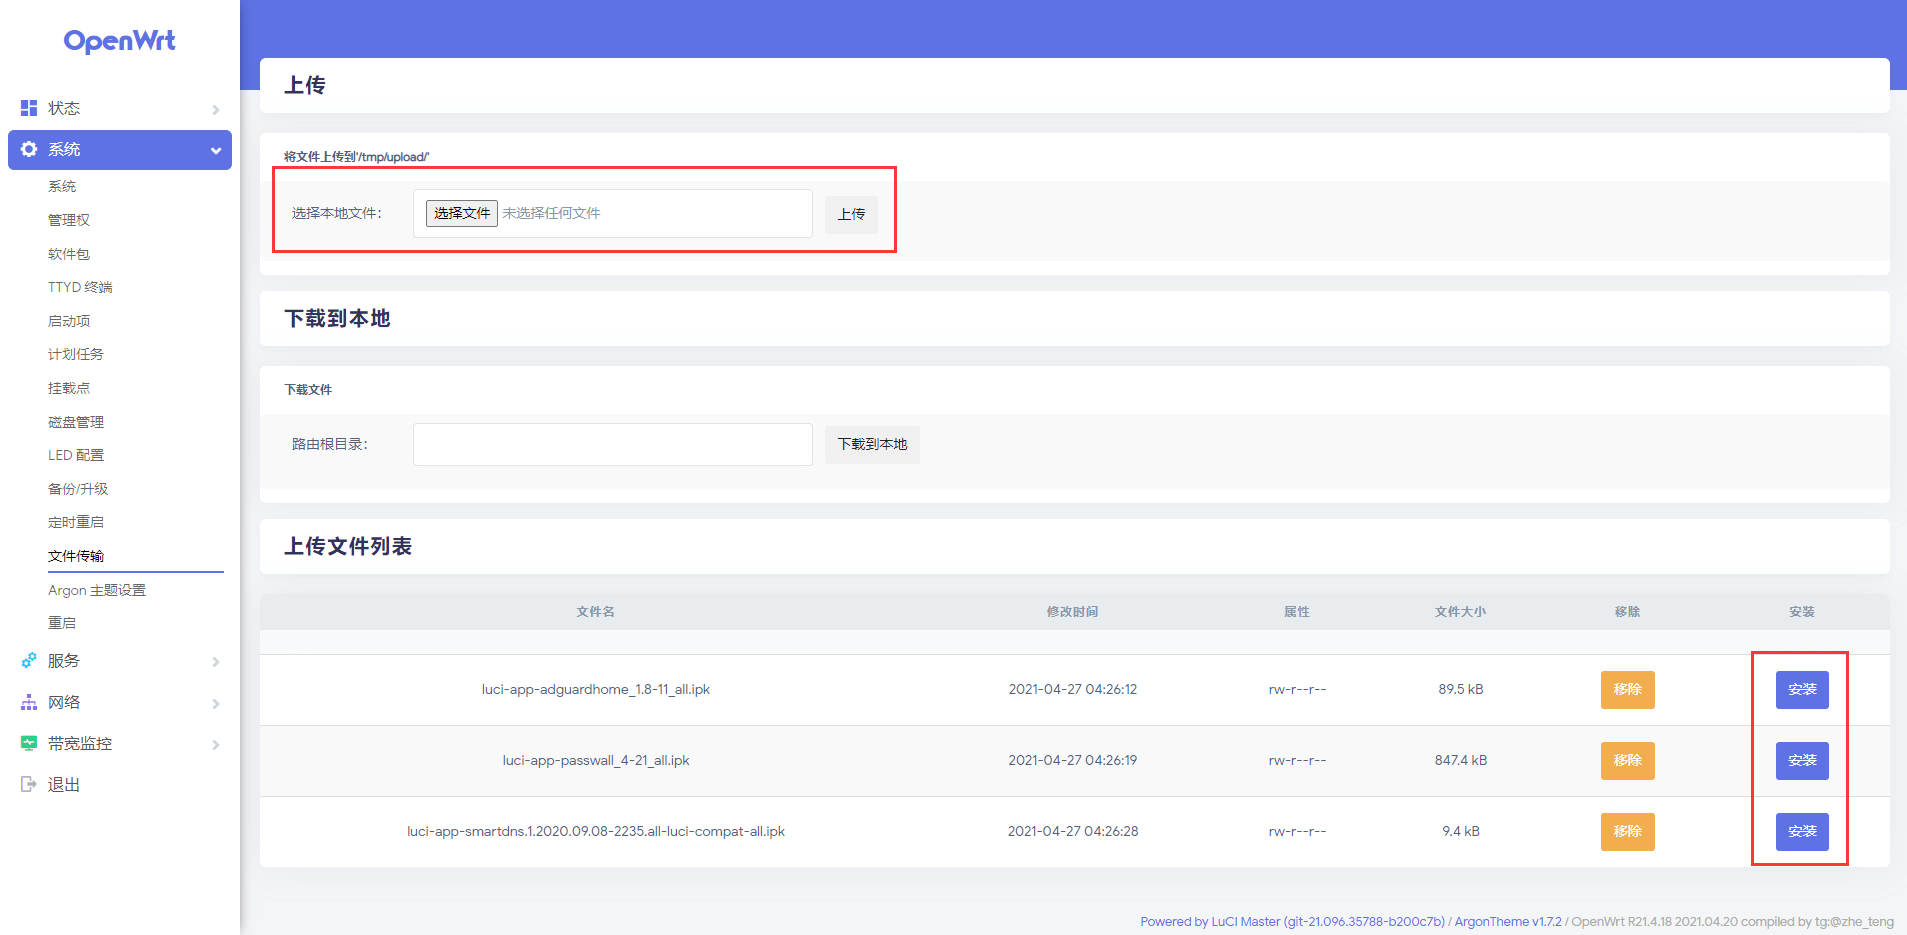 OpenWrt
状态
系统
系统
管理权
软件包
TTYD 终端
启动项
计划任务
挂载点
磁盘管理
LED 配置
备份/升级
定时重启
文件传输
Argon 主题设置
重启
服务
网络
带宽监控
退出
上传
将文件上传到'/tmp/upload/'
选择本地文件： 选择文件 未选择任何文件 上传
下载到本地
下载文件
路由根目录： 下载到本地
上传文件列表
文件名 修改时间 属性 文件大小 移除 安装
luci-app-adguardhome_1.8-11_all.ipk 2021-04-27 04:26:12 rw-r--r-- 89.5 kB 移除 安装
luci-app-passwall_4-21_all.ipk 2021-04-27 04:26:19 rw-r--r-- 847.4 kB 移除 安装
luci-app-smartdns.1.2020.09.08-2235.all-luci-compat-all.ipk 2021-04-27 04:26:28 rw-r--r-- 9.4 kB 移除 安装
Powered by LuCI Master (git-21.096.35788-b200c7b) / ArgonTheme v1.7.2 / OpenWrt R21.4.18 2021.04.20 compiled by tg:@zhe_teng